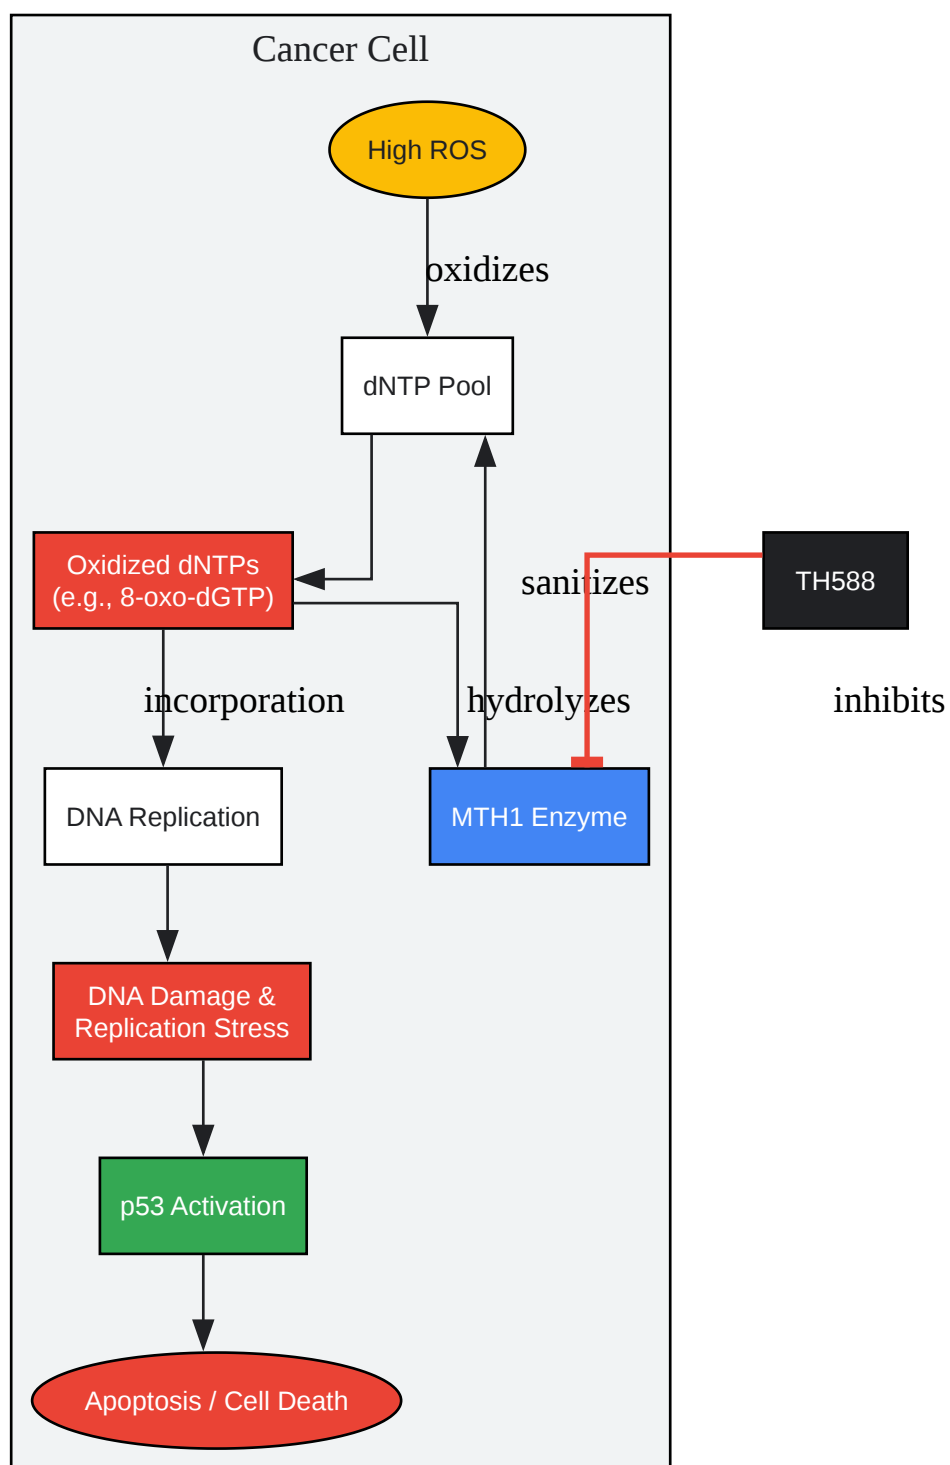 Cancer Cell
High ROS
oxidizes
dNTP Pool
Oxidized dNTPs
(e.g., 8-oxo-dGTP)
sanitizes
TH588
incorporation
hydrolyzes
inhibits
DNA Replication
MTH1 Enzyme
DNA Damage &
Replication Stress
p53 Activation
Apoptosis / Cell Death